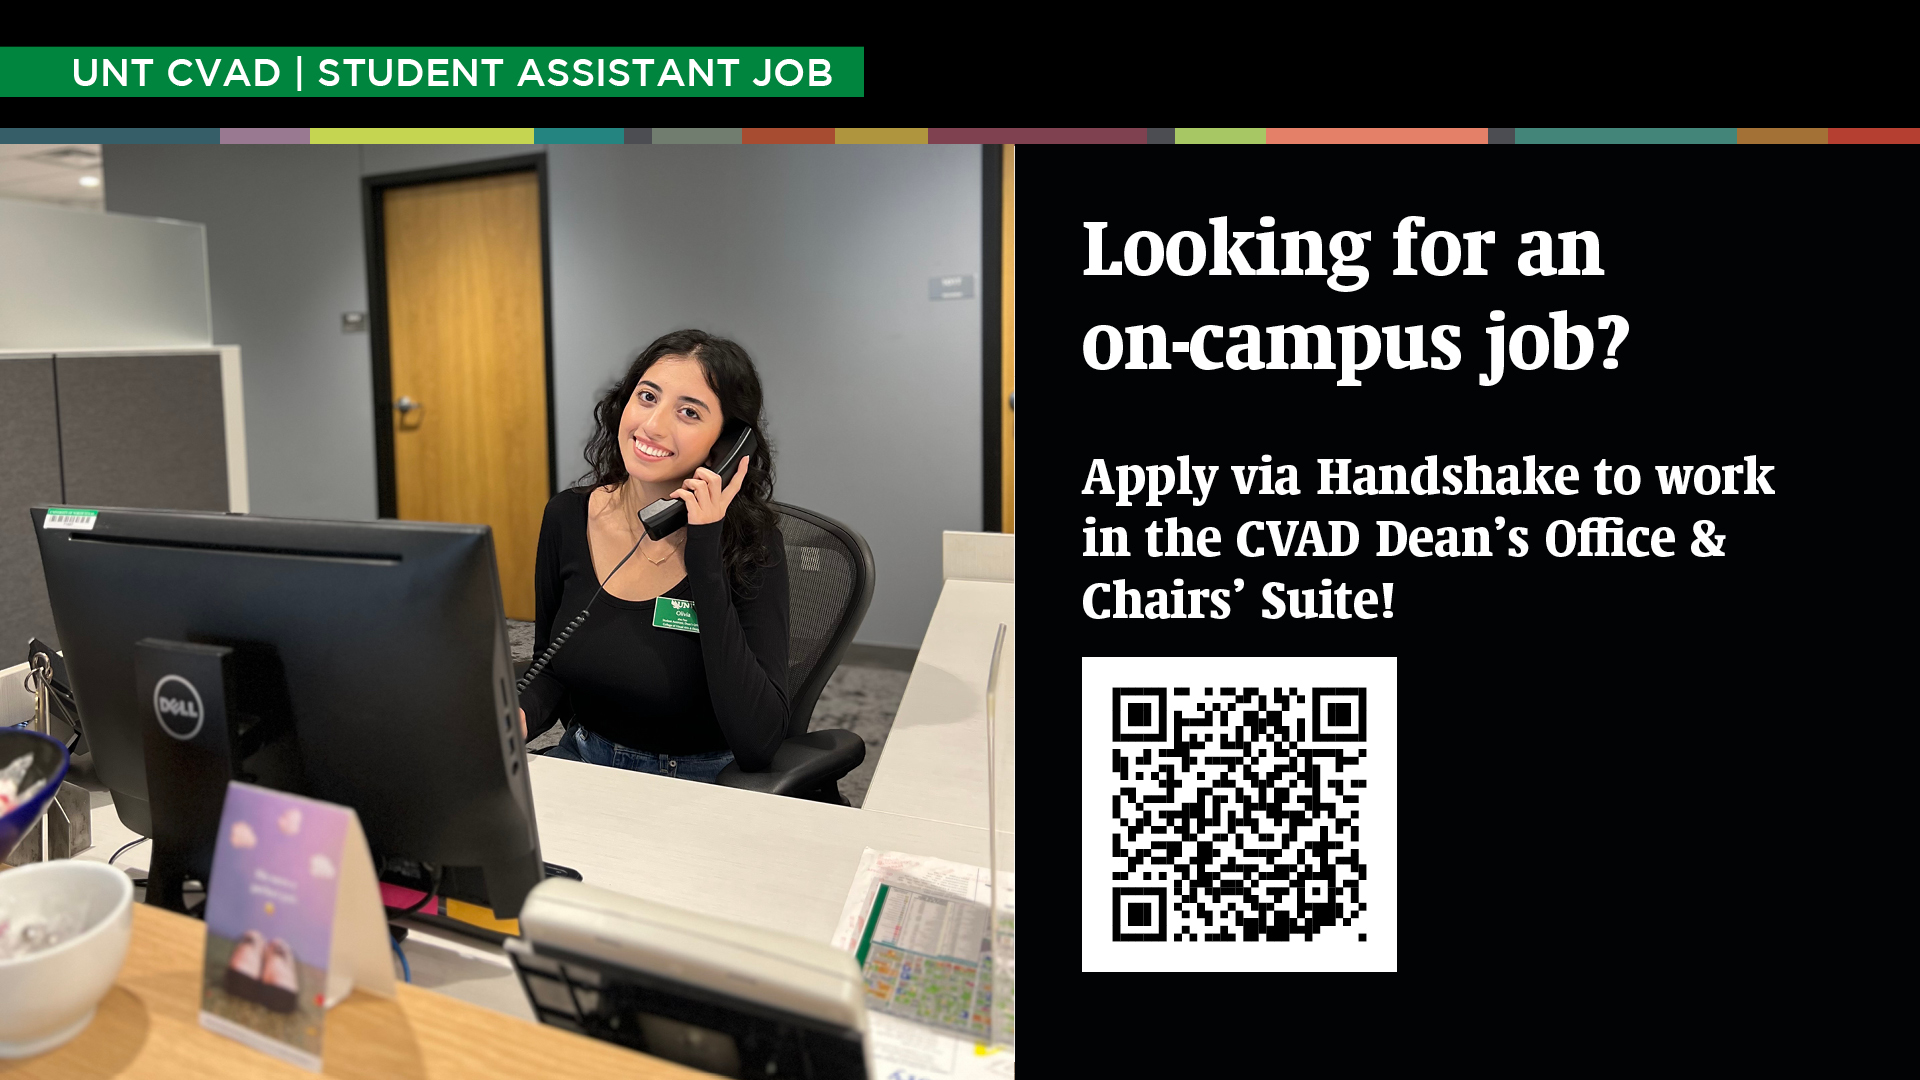 UNT CVAD | STUDENT ASSISTANT JOB
Looking for an
on-campus job?
Apply via Handshake to work
in the CVAD Dean’s Office &
Chairs’ Suite!
UNT
Olivia
DELL